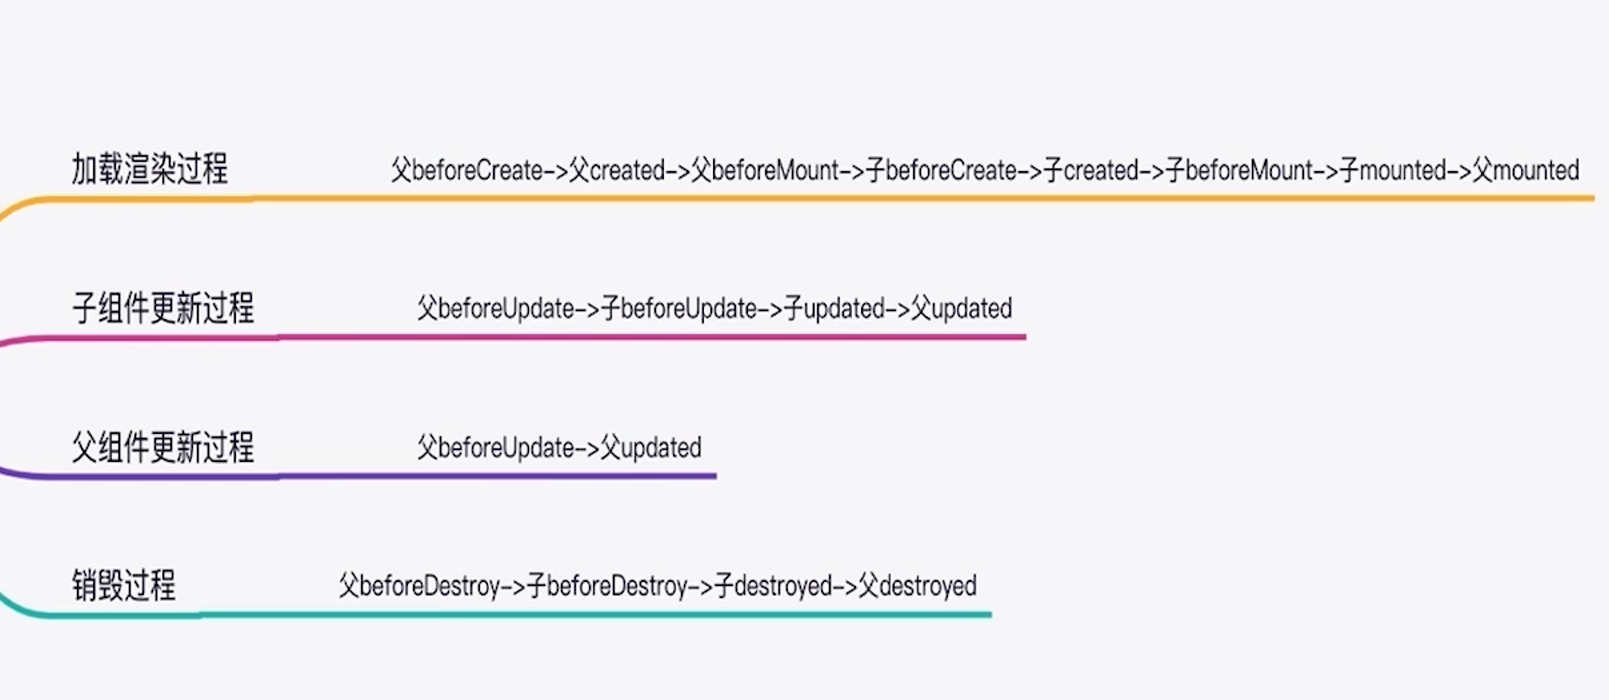 加载渲染过程 父beforeCreate->父created->父beforeMount->子beforeCreate->子created->子beforeMount->子mounted->父mounted
子组件更新过程 父beforeUpdate->子beforeUpdate->子updated->父updated
父组件更新过程 父beforeUpdate->父updated
销毁过程 父beforeDestroy->子beforeDestroy->子destroyed->父destroyed